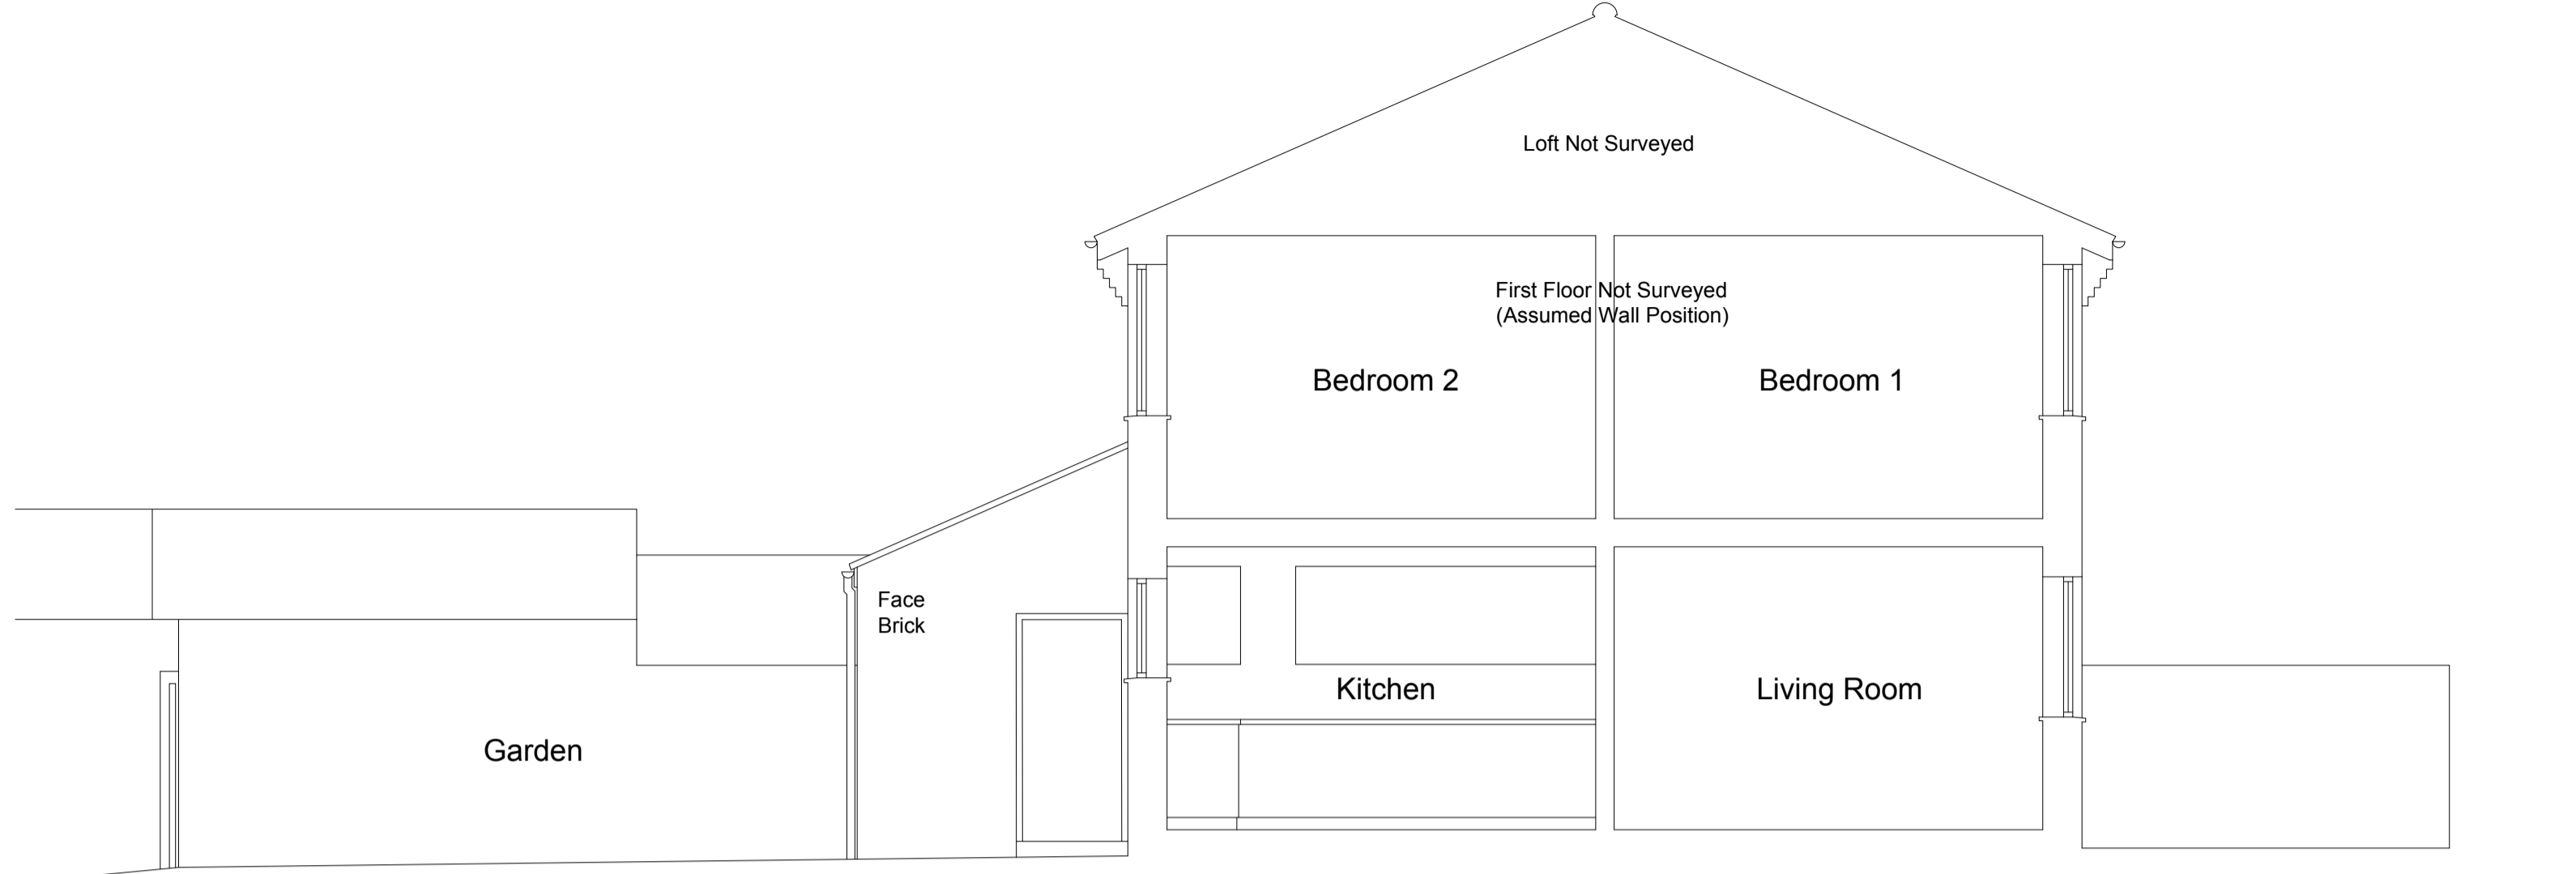 Loft Not Surveyed
First Floor Not Surveyed
(Assumed Wall Position)
Bedroom 2
Bedroom 1
Face
Brick
Kitchen
Living Room
Garden